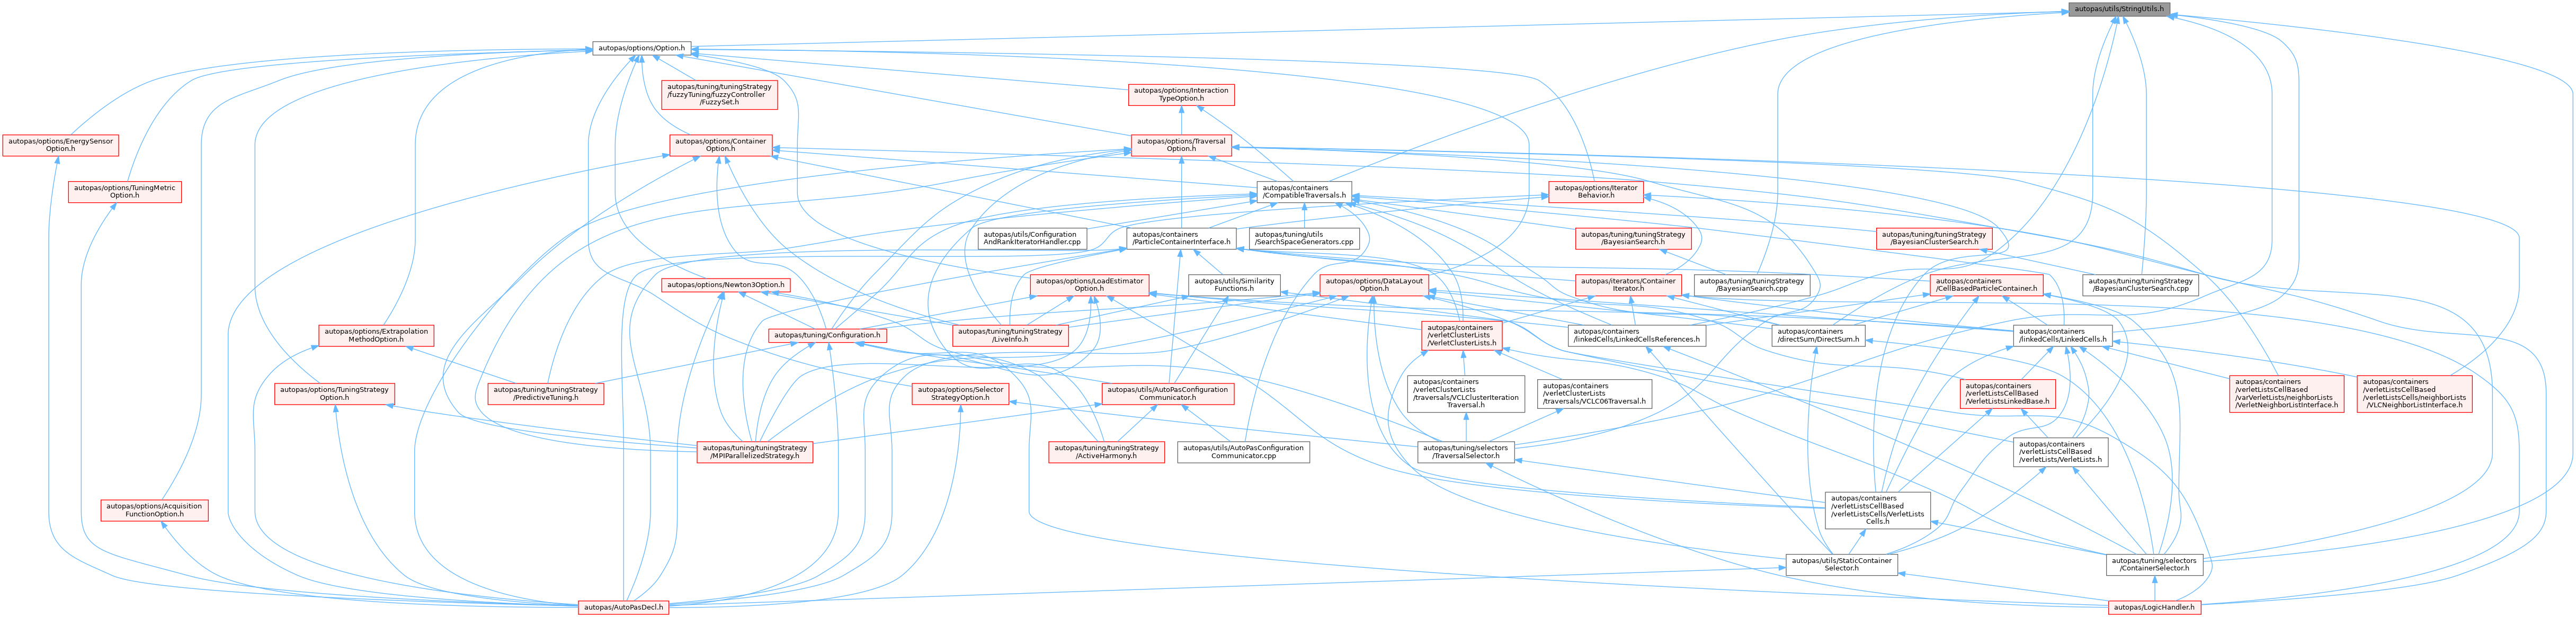 autopas/utils/StringUtils.h
autopas/options/Option.h
autopas/tuning/tuningStrategy
/fuzzyTuning/fuzzyController
/FuzzySet.h
autopas/options/Interaction
TypeOption.h
autopas/options/EnergySensor
Option.h
autopas/options/Container
Option.h
autopas/options/Traversal
Option.h
autopas/options/TuningMetric
Option.h
autopas/containers
/CompatibleTraversals.h
autopas/options/Iterator
Behavior.h
autopas/utils/Configuration
AndRankIteratorHandler.cpp
autopas/containers
/ParticleContainerInterface.h
autopas/tuning/utils
/SearchSpaceGenerators.cpp
autopas/tuning/tuningStrategy
/BayesianSearch.h
autopas/tuning/tuningStrategy
/BayesianClusterSearch.h
autopas/options/Newton3Option.h
autopas/options/LoadEstimator
Option.h
autopas/utils/Similarity
Functions.h
autopas/options/DataLayout
Option.h
autopas/iterators/Container
Iterator.h
autopas/tuning/tuningStrategy
/BayesianSearch.cpp
autopas/containers
/CellBasedParticleContainer.h
autopas/tuning/tuningStrategy
/BayesianClusterSearch.cpp
autopas/options/Extrapolation
MethodOption.h
autopas/tuning/Configuration.h
autopas/tuning/tuningStrategy
/LiveInfo.h
autopas/containers
/verletClusterLists
/VerletClusterLists.h
autopas/containers
/linkedCells/LinkedCellsReferences.h
autopas/containers
/directSum/DirectSum.h
autopas/containers
/linkedCells/LinkedCells.h
autopas/options/TuningStrategy
Option.h
autopas/tuning/tuningStrategy
/PredictiveTuning.h
autopas/options/Selector
StrategyOption.h
autopas/utils/AutoPasConfiguration
Communicator.h
autopas/containers
/verletClusterLists
/traversals/VCLClusterIteration
Traversal.h
autopas/containers
/verletClusterLists
/traversals/VCLC06Traversal.h
autopas/containers
/verletListsCellBased
/VerletListsLinkedBase.h
autopas/containers
/verletListsCellBased
/varVerletLists/neighborLists
/VerletNeighborListInterface.h
autopas/containers
/verletListsCellBased
/verletListsCells/neighborLists
/VLCNeighborListInterface.h
autopas/tuning/tuningStrategy
/MPIParallelizedStrategy.h
autopas/tuning/tuningStrategy
/ActiveHarmony.h
autopas/utils/AutoPasConfiguration
Communicator.cpp
autopas/tuning/selectors
/TraversalSelector.h
autopas/containers
/verletListsCellBased
/verletLists/VerletLists.h
autopas/options/Acquisition
FunctionOption.h
autopas/containers
/verletListsCellBased
/verletListsCells/VerletLists
Cells.h
autopas/utils/StaticContainer
Selector.h
autopas/tuning/selectors
/ContainerSelector.h
autopas/AutoPasDecl.h
autopas/LogicHandler.h